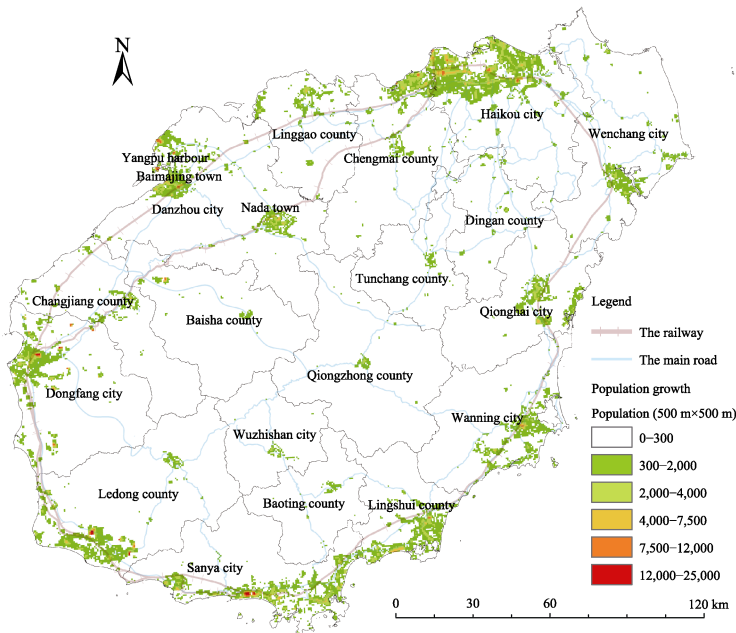 N
Haikou city
Linggao county
Wenchang city
Yangpu harbour
Chengmai county
Baimajing town
Danzhou city
Nada town
Dingan county
Tunchang county
Changjiang county
Legend
Baisha county
Qionghai city
The railway
The main road
Qiongzhong county
Dongfang city
Population growth
Population (500 m×500 m)
Wanning city
Wuzhishan city
0−300
300−2,000
Ledong county
2,000−4,000
Baoting county
Lingshui county
4,000−7,500
7,500−12,000
Sanya city
12,000−25,000
0 30 60 120 km